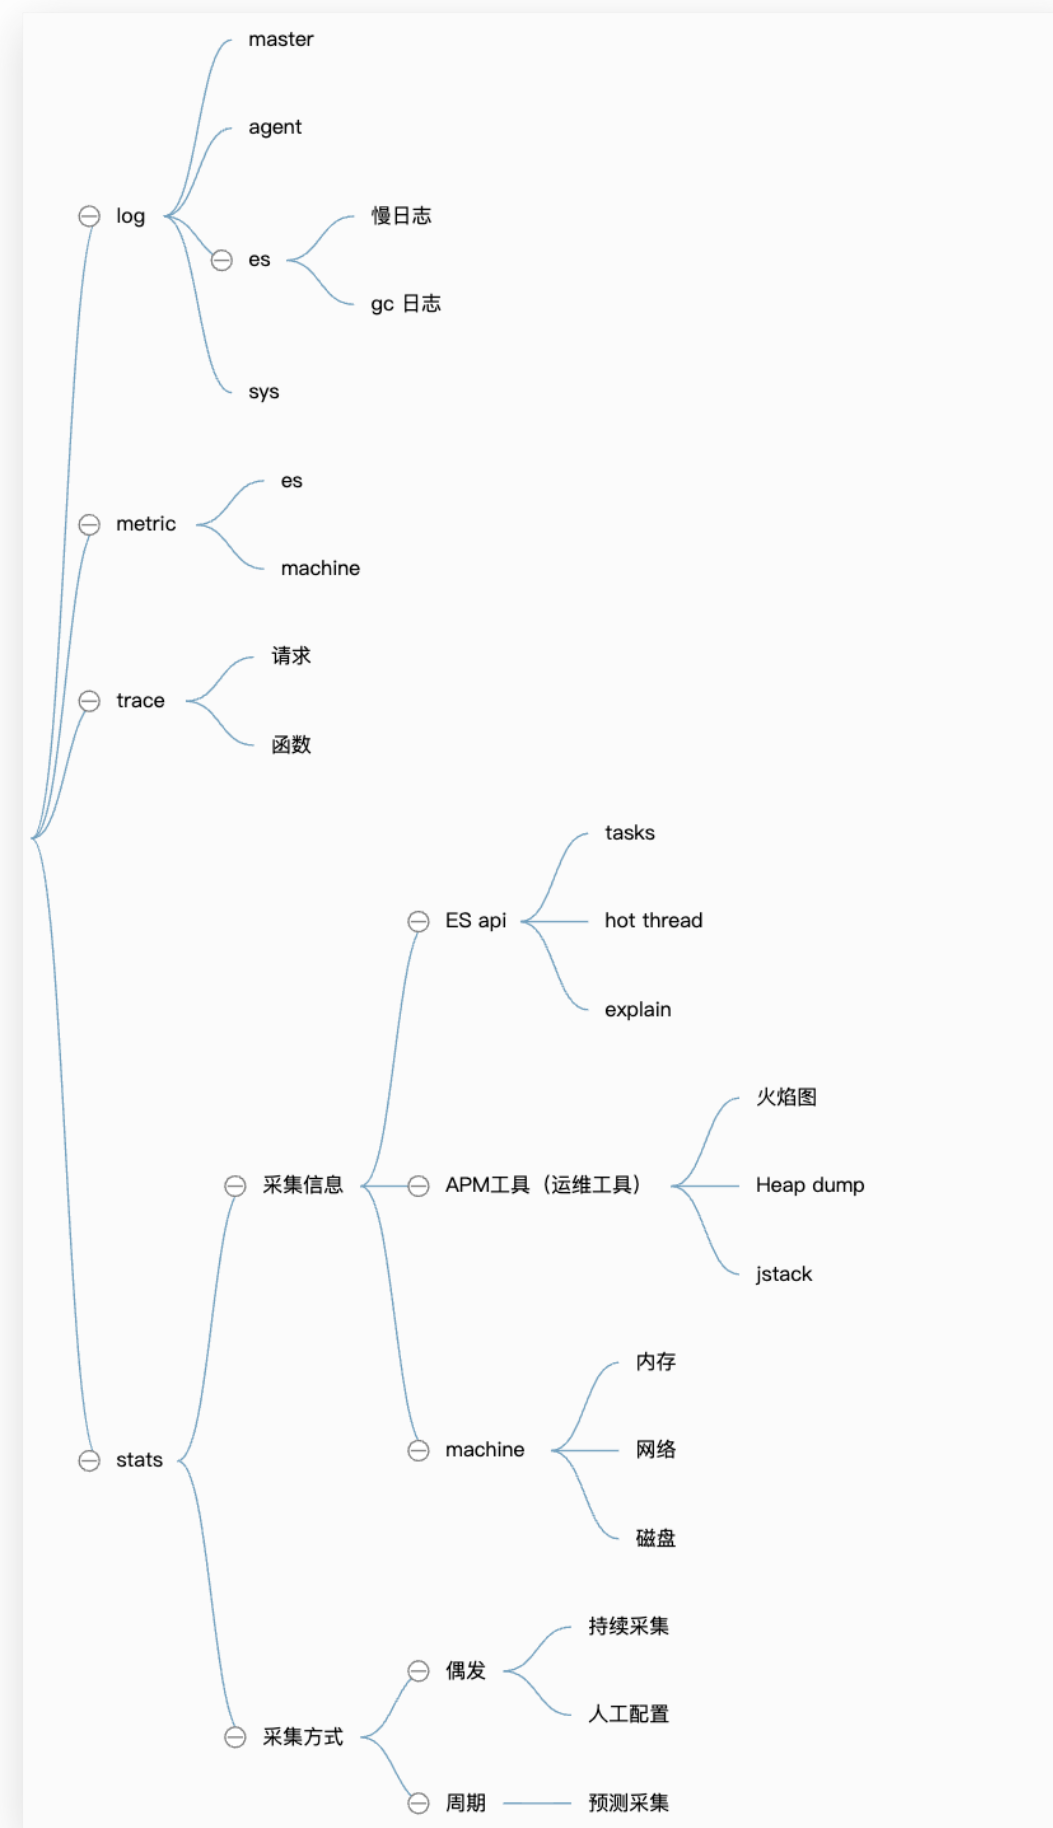 master
agent
log
慢日志
es
gc 日志
sys
es
metric
machine
请求
trace
函数
tasks
ES api
hot thread
explain
火焰图
采集信息
APM工具（运维工具）
Heap dump
jstack
内存
machine
网络
stats
磁盘
持续采集
偶发
人工配置
采集方式
周期
预测采集